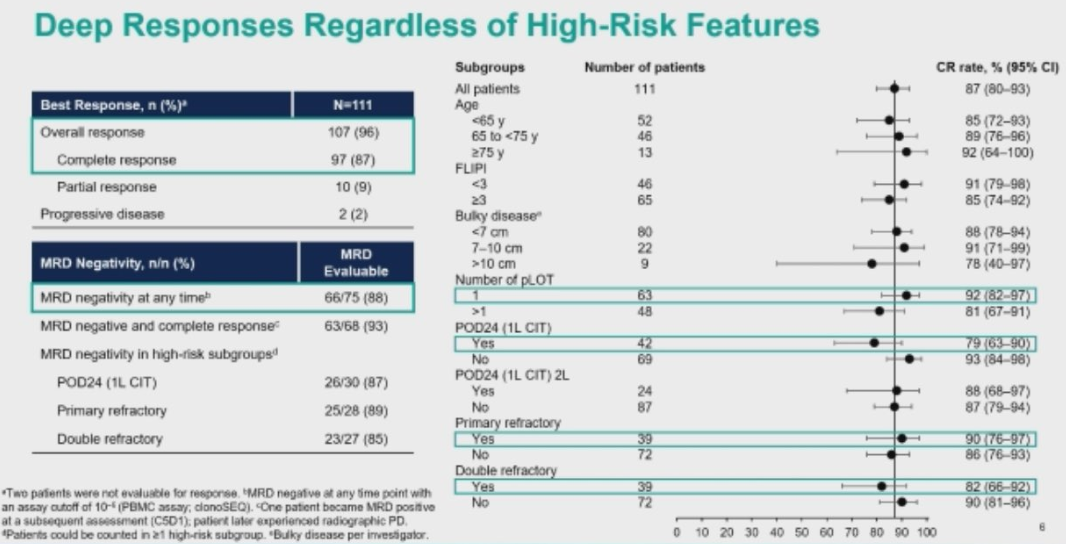 Deep Responses Regardless of High-Risk Features
Best Response, n (%)ᵃ N=111
Overall response 107 (96)
Complete response 97 (87)
Partial response 10 (9)
Progressive disease 2 (2)
MRD Negativity, n/n (%) MRD Evaluable
MRD negativity at any timeᵇ 66/75 (88)
MRD negative and complete responseᶜ 63/68 (93)
MRD negativity in high-risk subgroupsᵈ
POD24 (1L CIT) 26/30 (87)
Primary refractory 25/28 (89)
Double refractory 23/27 (85)
ᵃTwo patients were not evaluable for response. ᵇMRD negative at any time point with
an assay cutoff of 10⁻⁶ (PBMC assay; clonoSEQ). ᶜOne patient became MRD positive
at a subsequent assessment (C5D1); patient later experienced radiographic PD.
ᵈPatients could be counted in ≥1 high-risk subgroup. ᵉBulky disease per investigator.
Subgroups Number of patients CR rate, % (95% CI)
All patients 111 87 (80–93)
Age
<65 y 52 85 (72–93)
65 to <75 y 46 89 (76–96)
≥75 y 13 92 (64–100)
FLIPI
<3 46 91 (79–98)
≥3 65 85 (74–92)
Bulky diseaseᵉ
<7 cm 80 88 (78–94)
7–10 cm 22 91 (71–99)
>10 cm 9 78 (40–97)
Number of pLOT
1 63 92 (82–97)
>1 48 81 (67–91)
POD24 (1L CIT)
Yes 42 79 (63–90)
No 69 93 (84–98)
POD24 (1L CIT) 2L
Yes 24 88 (68–97)
No 87 87 (79–94)
Primary refractory
Yes 39 90 (76–97)
No 72 86 (76–93)
Double refractory
Yes 39 82 (66–92)
No 72 90 (81–96)
0 10 20 30 40 50 60 70 80 90 100
6